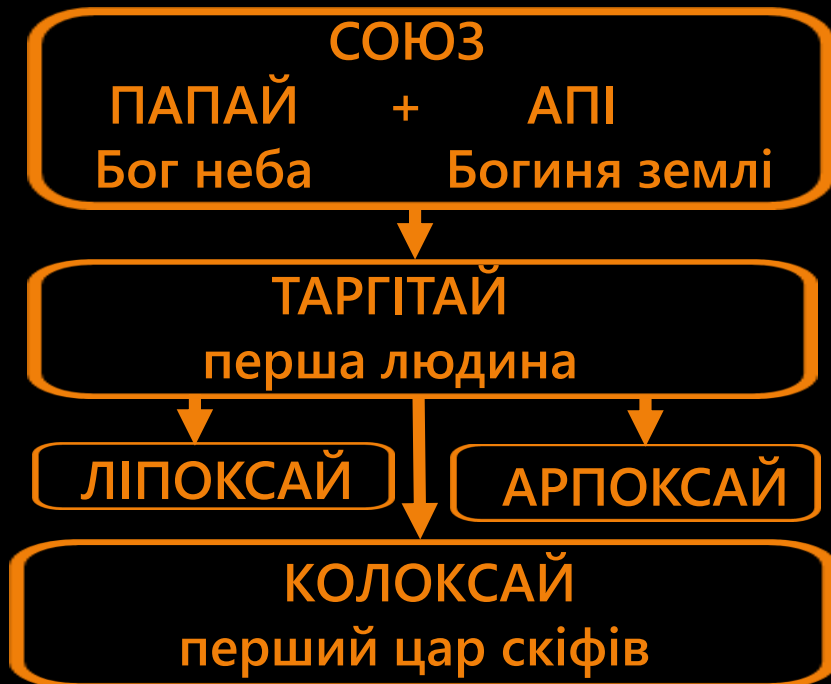 СОЮЗ
ПАПАЙ + АПІ
Бог неба Богиня землі
ТАРГІТАЙ
перша людина
ЛІПОКСАЙ АРПОКСАЙ
КОЛОКСАЙ
перший цар скіфів